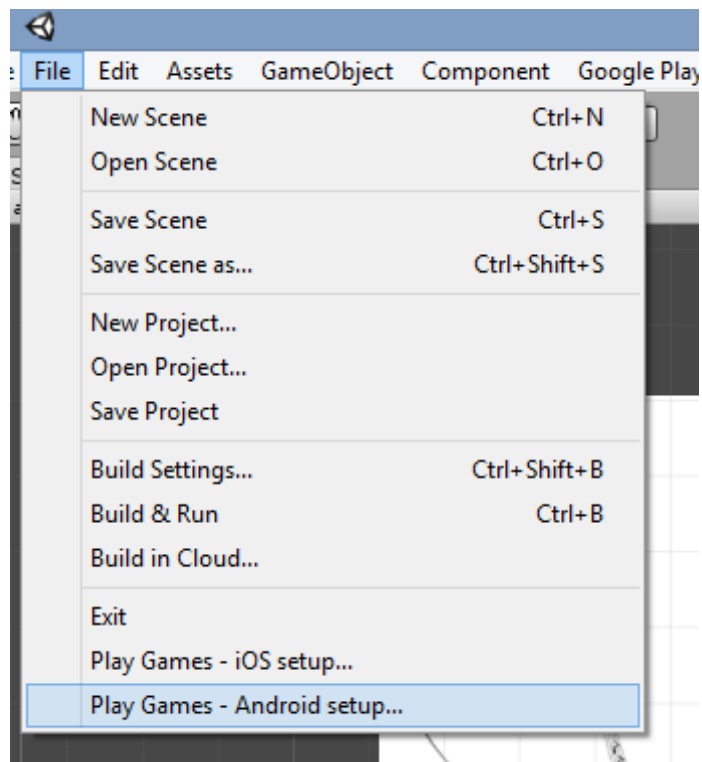 File Edit Assets GameObject Component Google Play
New Scene Ctrl+N
Open Scene Ctrl+O
Save Scene Ctrl+S
Save Scene as... Ctrl+Shift+S
New Project...
Open Project...
Save Project
Build Settings... Ctrl+Shift+B
Build & Run Ctrl+B
Build in Cloud...
Exit
Play Games - iOS setup...
Play Games - Android setup...